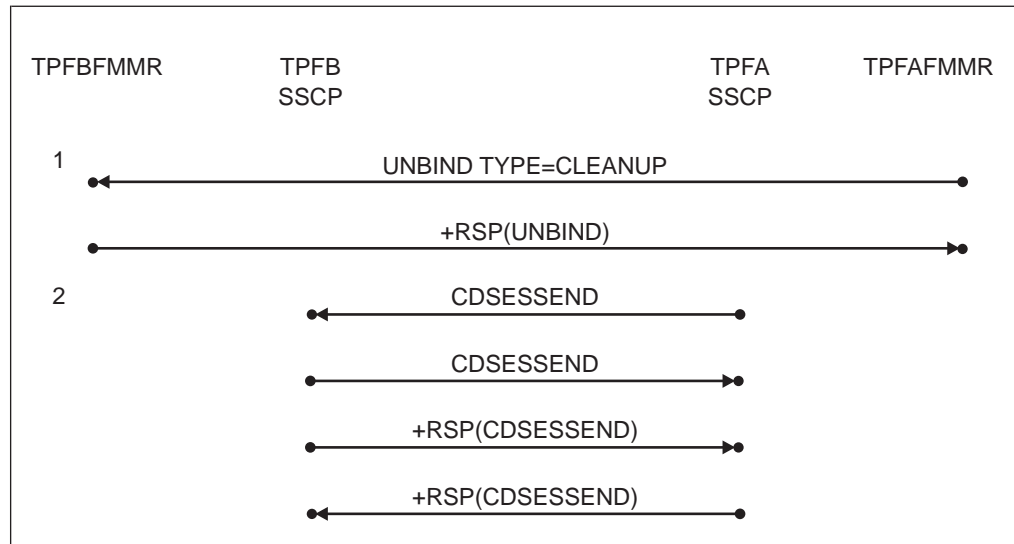 TPFBFMMR TPFB TPFA TPFAFMMR
SSCP SSCP
1 UNBIND TYPE=CLEANUP
+RSP(UNBIND)
2 CDSESSEND
CDSESSEND
+RSP(CDSESSEND)
+RSP(CDSESSEND)